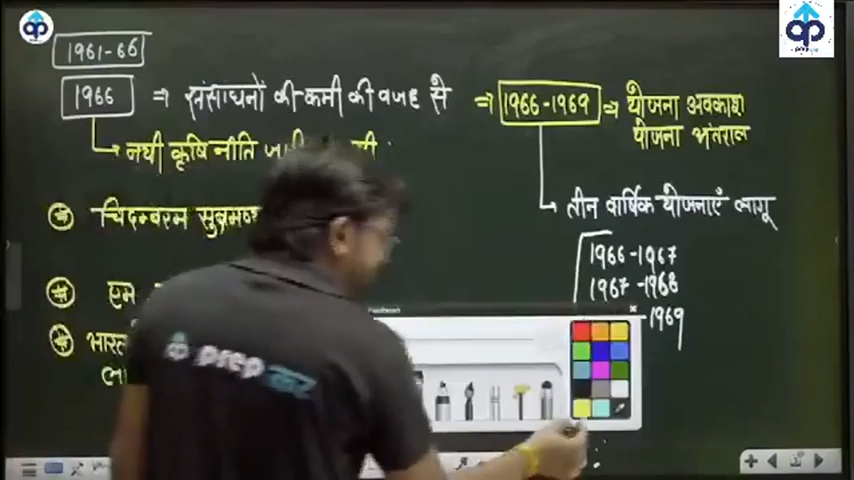 1961-66
1966 ⇒ संसाधनों की कमी की वजह से ⇒ 1966-1969 ⇒ योजना अवकाश
योजना अंतराल
नयी कृषि नीति
चिदम्बरम
तीन वार्षिक योजनाएँ लागू
1966-1967
1967-1968
-1969
एम
prep